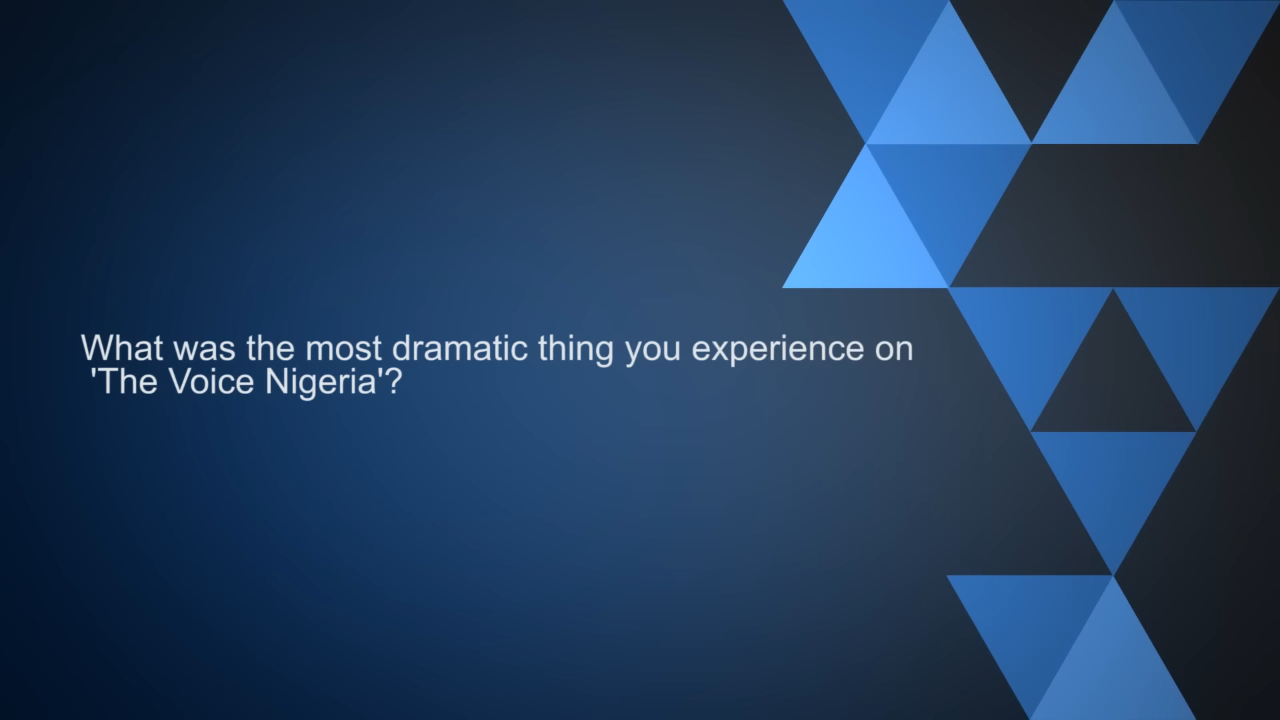 What was the most dramatic thing you experience on
'The Voice Nigeria'?